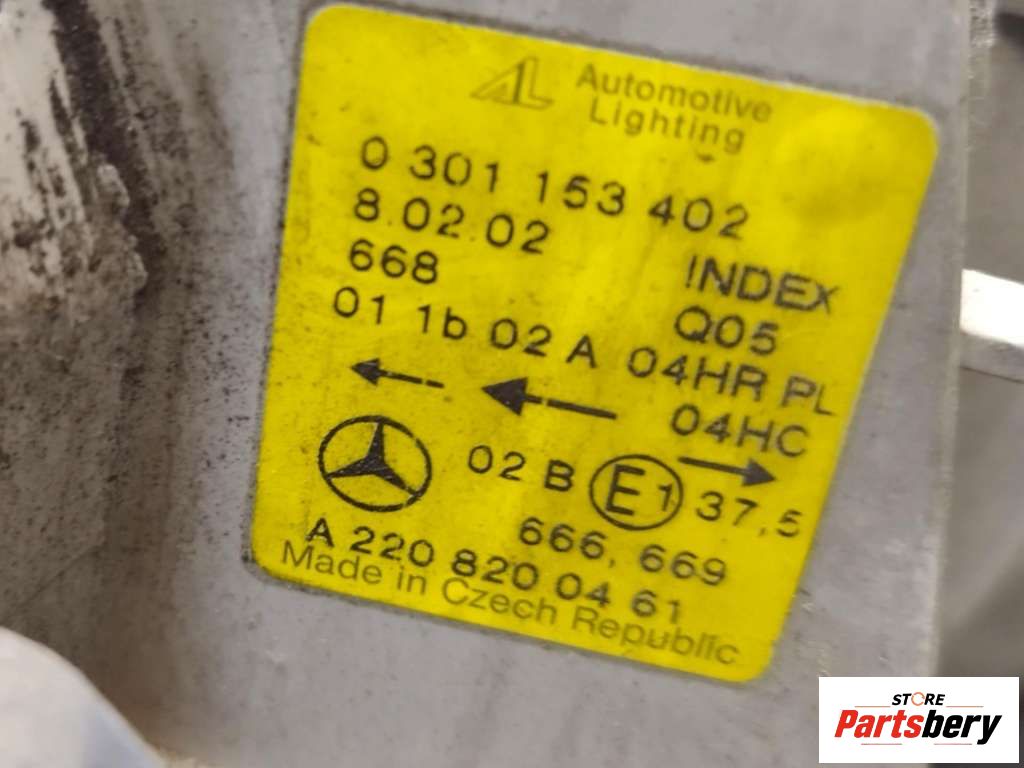 AL Automotive
Lighting
0 301 153 402
8.02.02 INDEX
668 Q05
01 1b 02 A 04HR PL
04HC
02 B E1 37,5
666, 669
A 220 820 04 61
Made in Czech Republic
STORE
Partsbery